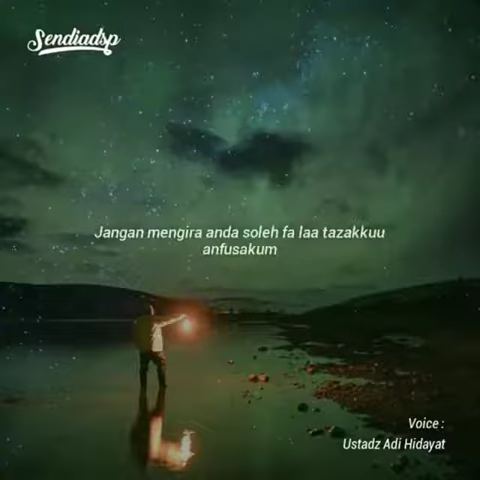 Sendiadsp
Jangan mengira anda soleh fa laa tazakkuu
anfusakum
Voice :
Ustadz Adi Hidayat